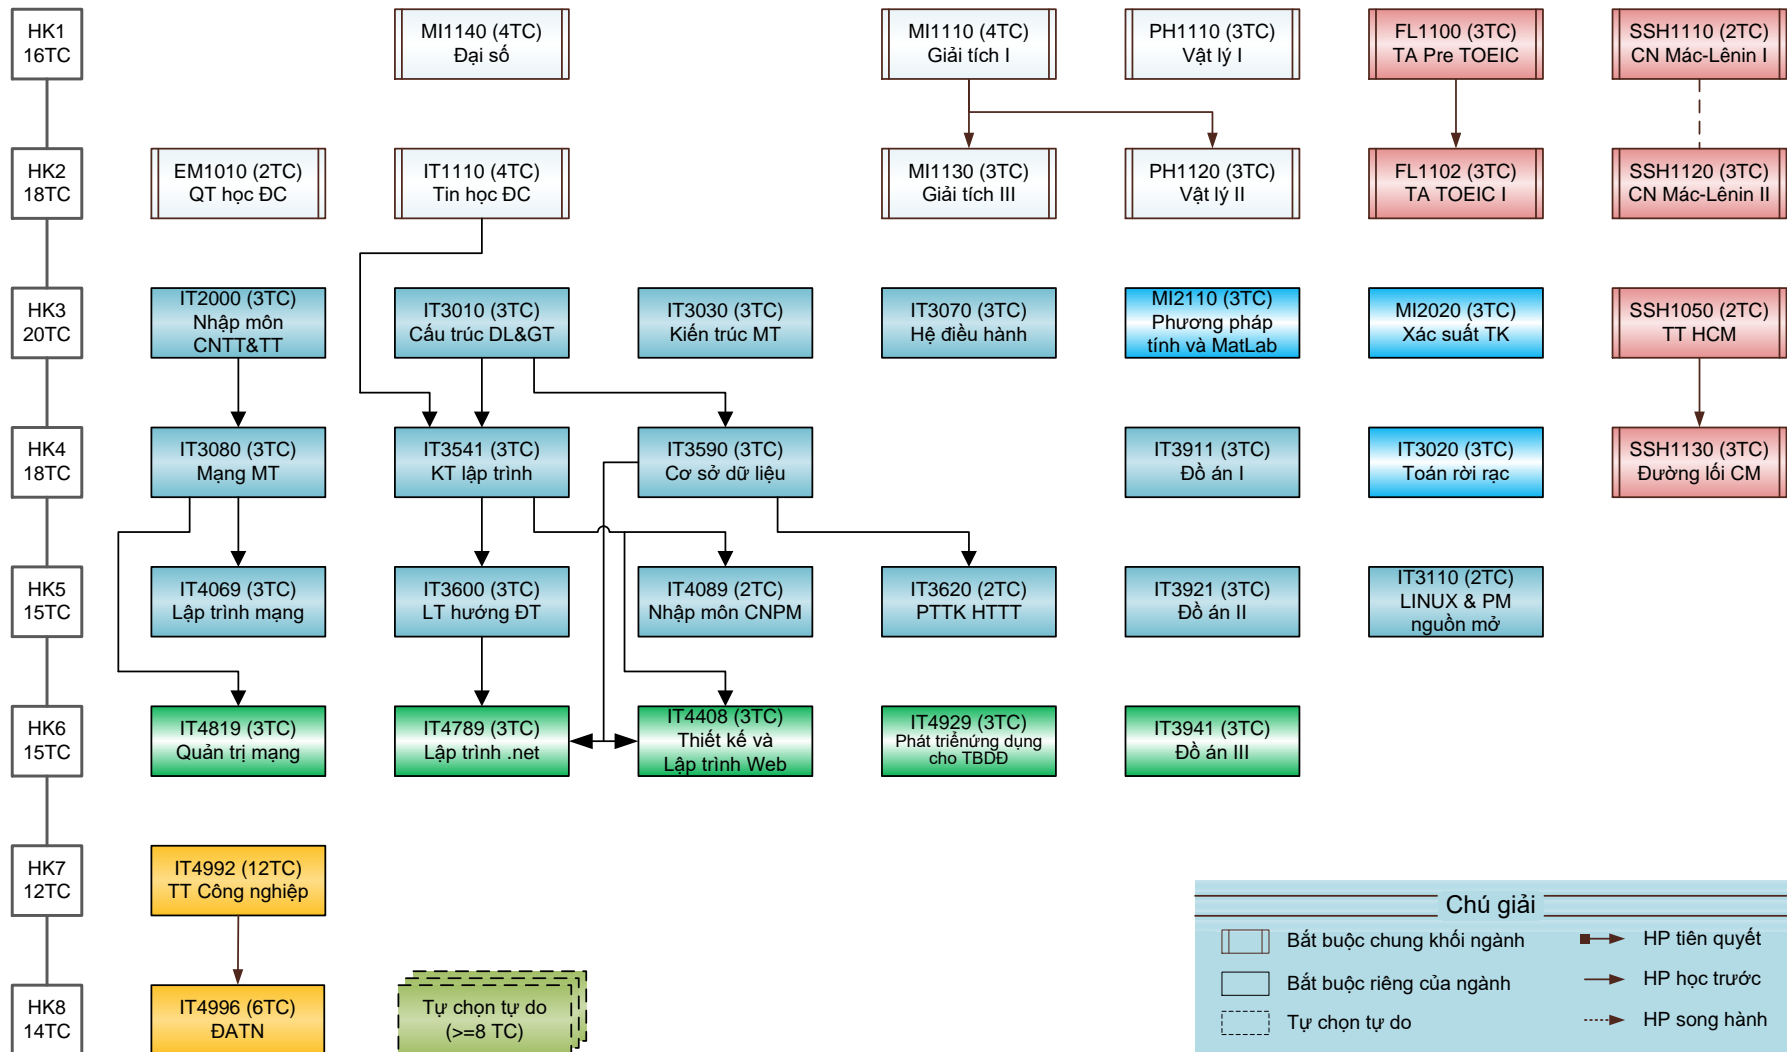 HK1
16TC
MI1140 (4TC)
Đại số
MI1110 (4TC)
Giải tích I
PH1110 (3TC)
Vật lý I
FL1100 (3TC)
TA Pre TOEIC
SSH1110 (2TC)
CN Mác-Lênin I
HK2
18TC
EM1010 (2TC)
QT học ĐC
IT1110 (4TC)
Tin học ĐC
MI1130 (3TC)
Giải tích III
PH1120 (3TC)
Vật lý II
FL1102 (3TC)
TA TOEIC I
SSH1120 (3TC)
CN Mác-Lênin II
HK3
20TC
IT2000 (3TC)
Nhập môn
CNTT&TT
IT3010 (3TC)
Cấu trúc DL&GT
IT3030 (3TC)
Kiến trúc MT
IT3070 (3TC)
Hệ điều hành
MI2110 (3TC)
Phương pháp
tính và MatLab
MI2020 (3TC)
Xác suất TK
SSH1050 (2TC)
TT HCM
HK4
18TC
IT3080 (3TC)
Mạng MT
IT3541 (3TC)
KT lập trình
IT3590 (3TC)
Cơ sở dữ liệu
IT3911 (3TC)
Đồ án I
IT3020 (3TC)
Toán rời rạc
SSH1130 (3TC)
Đường lối CM
HK5
15TC
IT4069 (3TC)
Lập trình mạng
IT3600 (3TC)
LT hướng ĐT
IT4089 (2TC)
Nhập môn CNPM
IT3620 (2TC)
PTTK HTTT
IT3921 (3TC)
Đồ án II
IT3110 (2TC)
LINUX & PM
nguồn mở
HK6
15TC
IT4819 (3TC)
Quản trị mạng
IT4789 (3TC)
Lập trình .net
IT4408 (3TC)
Thiết kế và
Lập trình Web
IT4929 (3TC)
Phát triểnứng dụng
cho TBDĐ
IT3941 (3TC)
Đồ án III
HK7
12TC
IT4992 (12TC)
TT Công nghiệp
HK8
14TC
IT4996 (6TC)
ĐATN
Tự chọn tự do
(>=8 TC)
Chú giải
Bắt buộc chung khối ngành
HP tiên quyết
Bắt buộc riêng của ngành
HP học trước
Tự chọn tự do
HP song hành